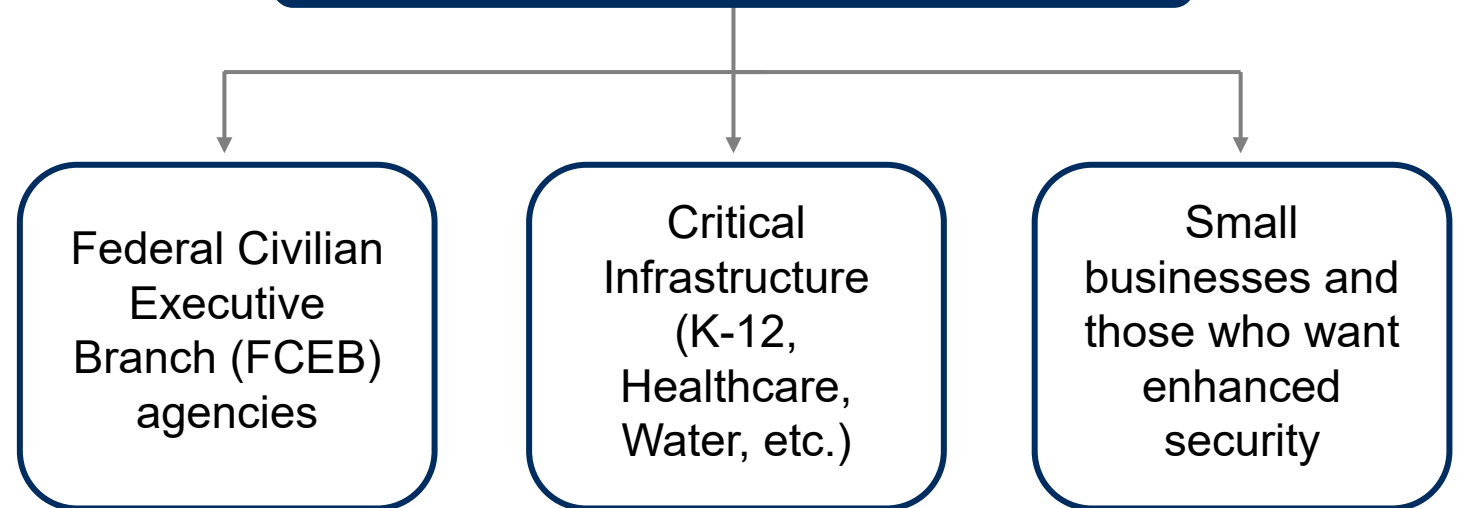 Federal Civilian
Executive
Branch (FCEB)
agencies
Critical
Infrastructure
(K-12,
Healthcare,
Water, etc.)
Small
businesses and
those who want
enhanced
security